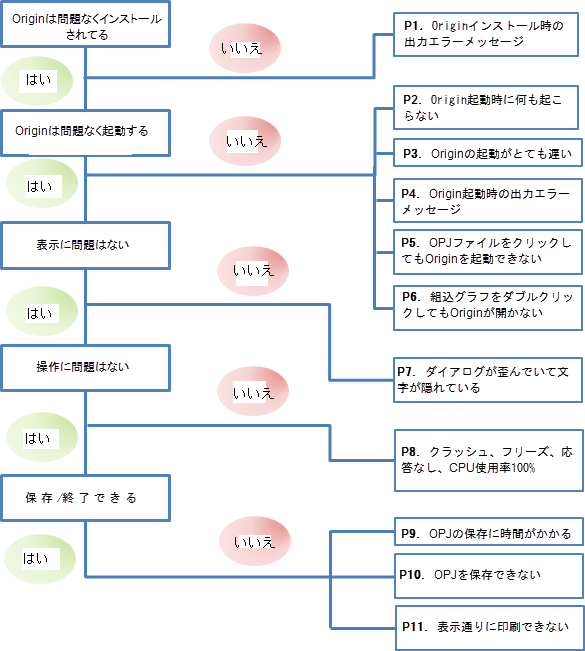 Originは問題なくインストール
されてる
いいえ
P1. Originインストール時の
出力エラーメッセージ
はい
P2. Origin起動時に何も起こ
らない
Originは問題なく起動する
いいえ
P3. Originの起動がとても遅い
はい
P4. Origin起動時の出力エラー
メッセージ
表示に問題はない
P5. OPJファイルをクリックし
てもOriginを起動できない
いいえ
はい
P6. 組込グラフをダブルクリッ
クしてもOriginが開かない
操作に問題はない
P7. ダイアログが歪んでいて文
字が隠れている
いいえ
はい
P8. クラッシュ、フリーズ、応
答なし、CPU使用率100%
保存/終了できる
いいえ
P9. OPJの保存に時間がかかる
はい
P10. OPJを保存できない
P11. 表示通りに印刷できない